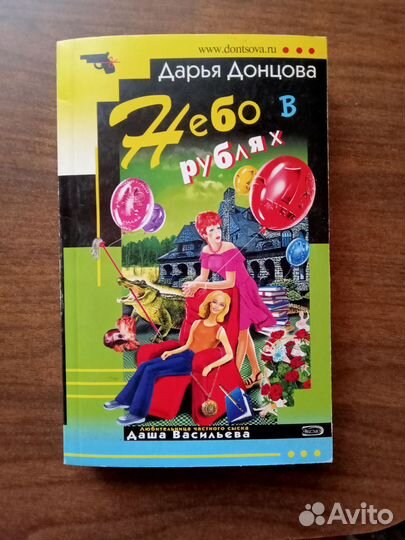 www.dontsova.ru
Дарья Донцова
Небо в
рублях
Любительница частного сыска
Даша Васильева
ЭКСМО
Avito